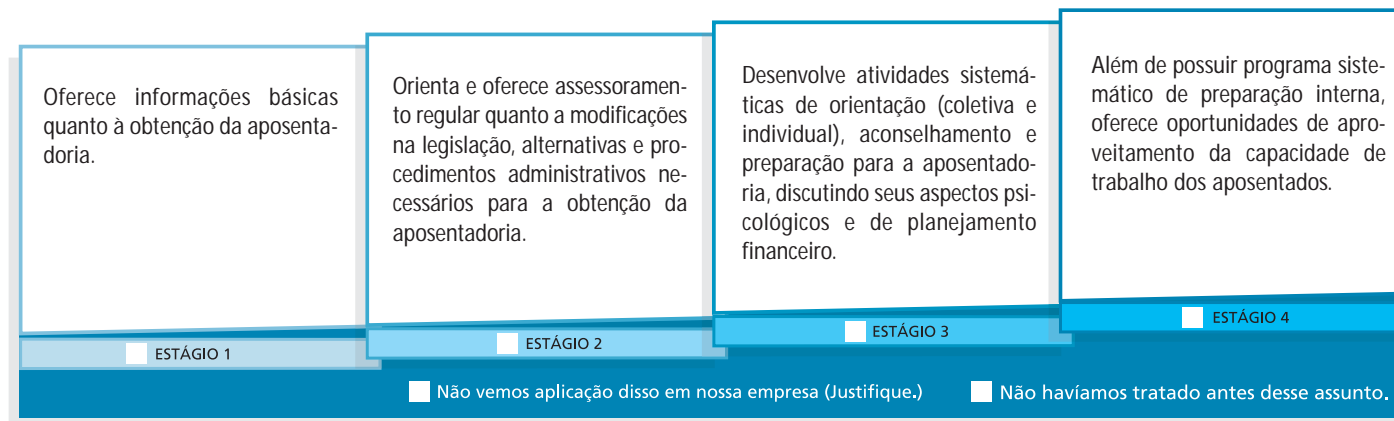 Oferece informações básicas
quanto à obtenção da aposenta-
doria.
ESTÁGIO 1
Orienta e oferece assessoramen-
to regular quanto a modificações
na legislação, alternativas e pro-
cedimentos administrativos ne-
cessários para a obtenção da
aposentadoria.
ESTÁGIO 2
Desenvolve atividades sistemá-
ticas de orientação (coletiva e
individual), aconselhamento e
preparação para a aposentado-
ria, discutindo seus aspectos psi-
cológicos e de planejamento
financeiro.
ESTÁGIO 3
Além de possuir programa siste-
mático de preparação interna,
oferece oportunidades de apro-
veitamento da capacidade de
trabalho dos aposentados.
ESTÁGIO 4
Não vemos aplicação disso em nossa empresa (Justifique.)
Não havíamos tratado antes desse assunto.